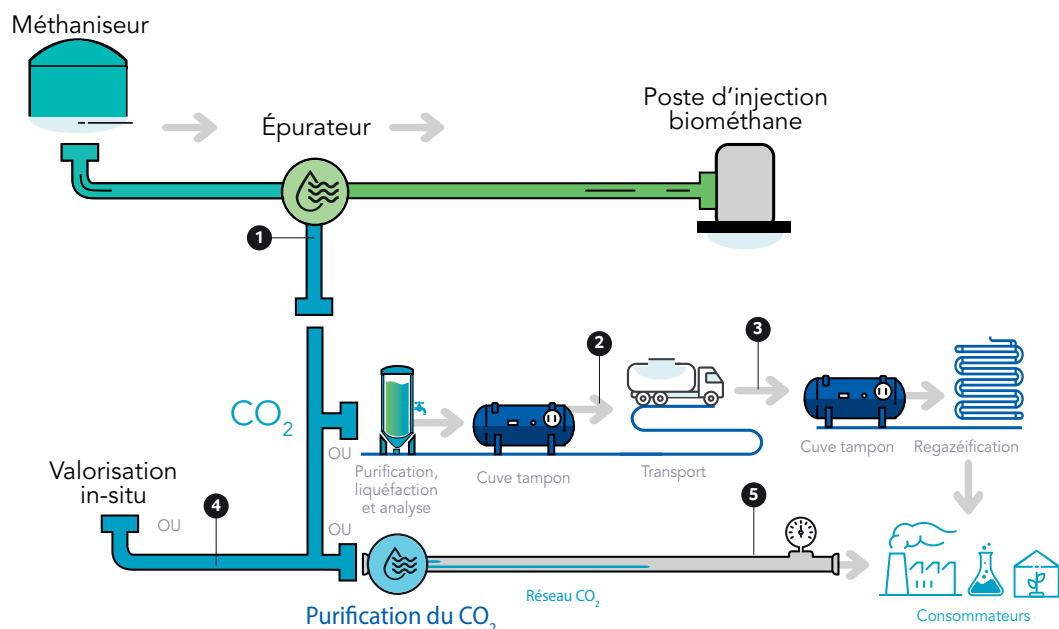 Méthaniseur
Épurateur
Poste d'injection
biométhane
1
2
3
CO2
OU
Purification,
liquéfaction
et analyse
Cuve tampon
Transport
Cuve tampon
Regazéification
Valorisation
in-situ
OU
4
OU
5
Réseau CO2
Purification du CO2
Consommateurs